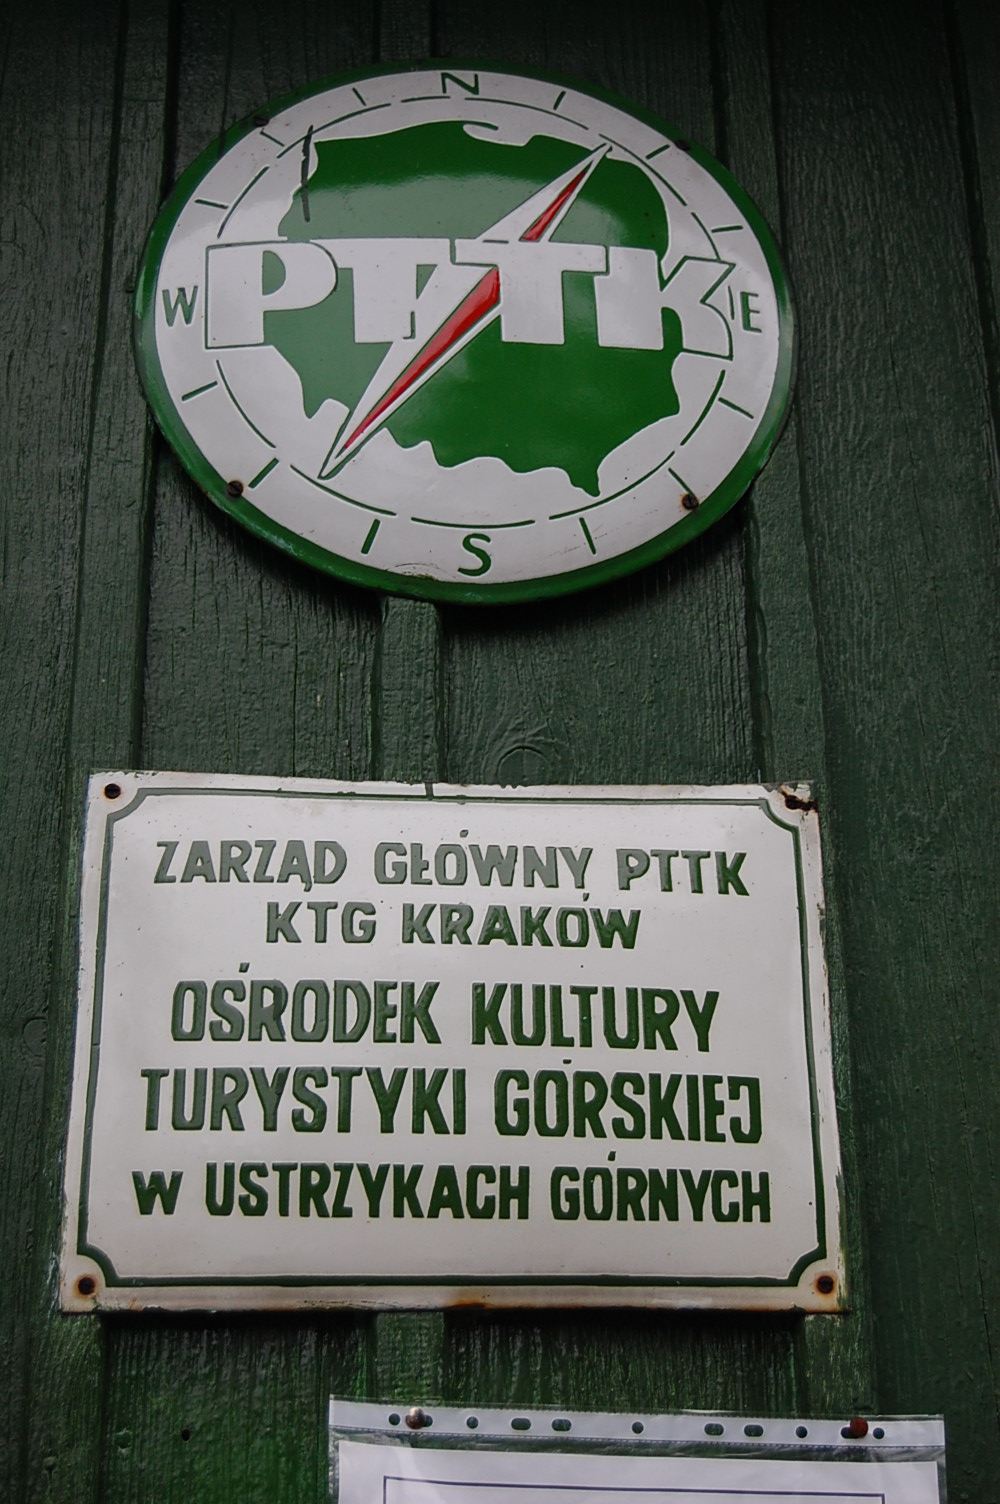 N
W PTTK E
S
ZARZĄD GŁÓWNY PTTK
KTG KRAKÓW
OŚRODEK KULTURY
TURYSTYKI GÓRSKIEJ
W USTRZYKACH GÓRNYCH